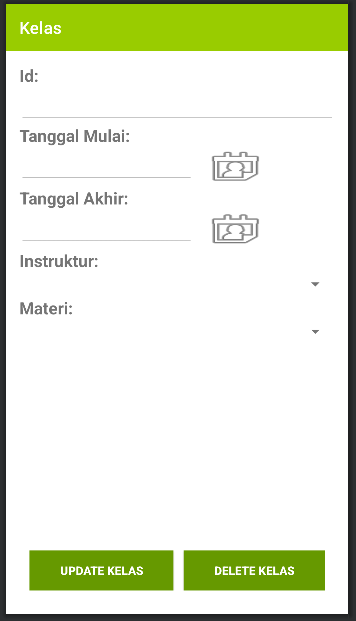 Kelas
Id:
Tanggal Mulai:
Tanggal Akhir:
Instruktur:
Materi:
UPDATE KELAS
DELETE KELAS